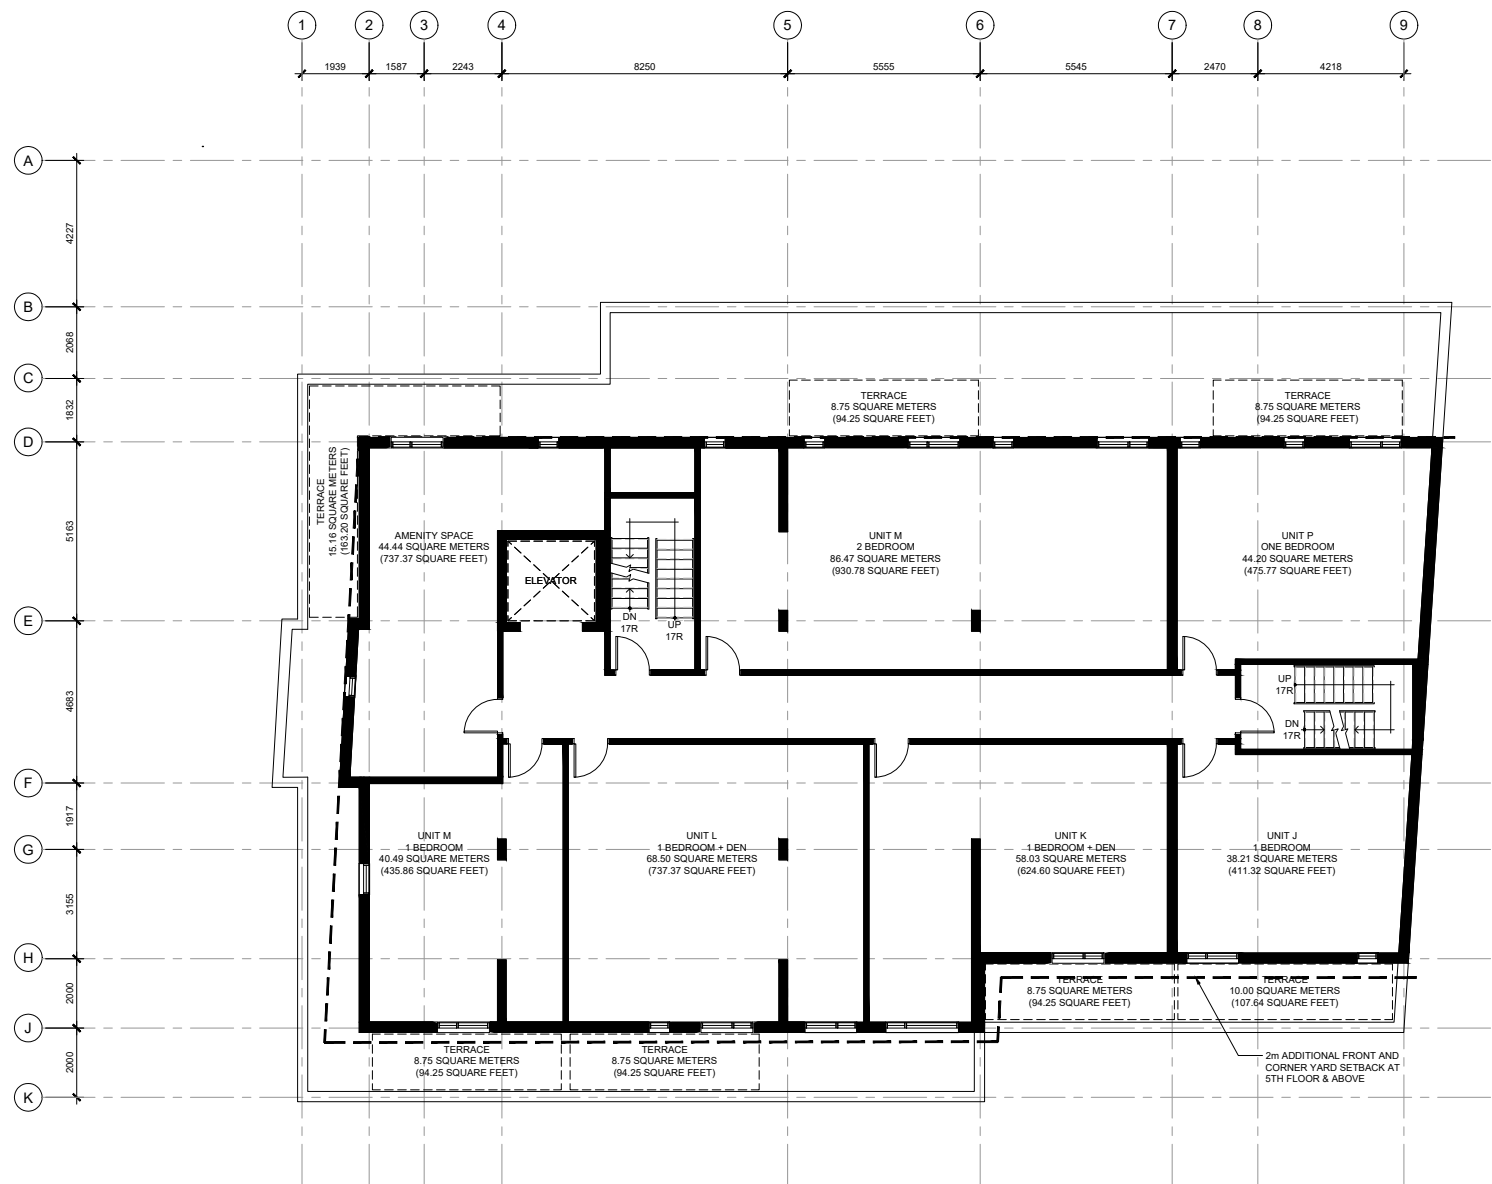 1 2 3 4 5 6 7 8 9
1939 1587 2243 8250 5555 5545 2470 4218
A
4227
B
2068
C
1832
D
5163
E
4683
F
1917
G
3155
H
2000
J
2000
K
TERRACE
8.75 SQUARE METERS
(94.25 SQUARE FEET)
TERRACE
8.75 SQUARE METERS
(94.25 SQUARE FEET)
TERRACE
15.16 SQUARE METERS
(163.20 SQUARE FEET)
AMENITY SPACE
44.44 SQUARE METERS
(737.37 SQUARE FEET)
ELEVATOR
DN
17R
UP
17R
UNIT M
2 BEDROOM
86.47 SQUARE METERS
(930.78 SQUARE FEET)
UNIT P
ONE BEDROOM
44.20 SQUARE METERS
(475.77 SQUARE FEET)
UP
17R
DN
17R
UNIT M
1 BEDROOM
40.49 SQUARE METERS
(435.86 SQUARE FEET)
UNIT L
1 BEDROOM + DEN
68.50 SQUARE METERS
(737.37 SQUARE FEET)
UNIT K
1 BEDROOM + DEN
58.03 SQUARE METERS
(624.60 SQUARE FEET)
UNIT J
1 BEDROOM
38.21 SQUARE METERS
(411.32 SQUARE FEET)
TERRACE
8.75 SQUARE METERS
(94.25 SQUARE FEET)
TERRACE
10.00 SQUARE METERS
(107.64 SQUARE FEET)
TERRACE
8.75 SQUARE METERS
(94.25 SQUARE FEET)
TERRACE
8.75 SQUARE METERS
(94.25 SQUARE FEET)
2m ADDITIONAL FRONT AND
CORNER YARD SETBACK AT
5TH FLOOR & ABOVE